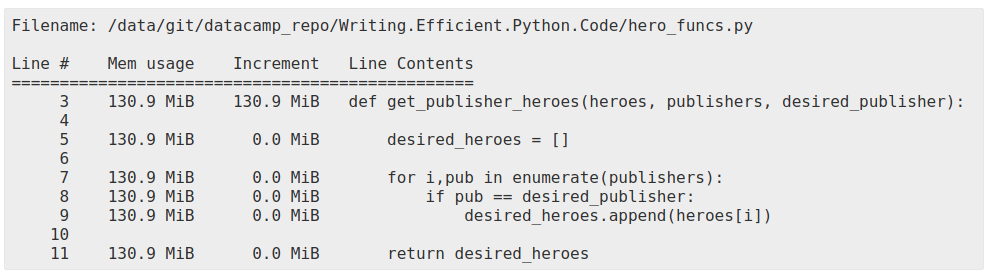 Filename: /data/git/datacamp_repo/Writing.Efficient.Python.Code/hero_funcs.py

Line #    Mem usage    Increment   Line Contents
================================================
     3    130.9 MiB    130.9 MiB   def get_publisher_heroes(heroes, publishers, desired_publisher):
     4
     5    130.9 MiB      0.0 MiB       desired_heroes = []
     6
     7    130.9 MiB      0.0 MiB       for i,pub in enumerate(publishers):
     8    130.9 MiB      0.0 MiB           if pub == desired_publisher:
     9    130.9 MiB      0.0 MiB               desired_heroes.append(heroes[i])
    10
    11    130.9 MiB      0.0 MiB       return desired_heroes